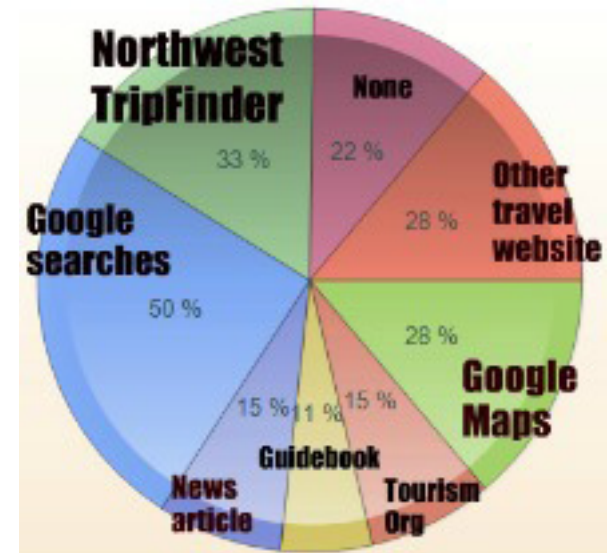 Northwest
TripFinder
33 %
None
22 %
Other
travel
website
28 %
Google
searches
50 %
28 %
Google
Maps
15 %
11 %
15 %
Guidebook
News
article
Tourism
Org